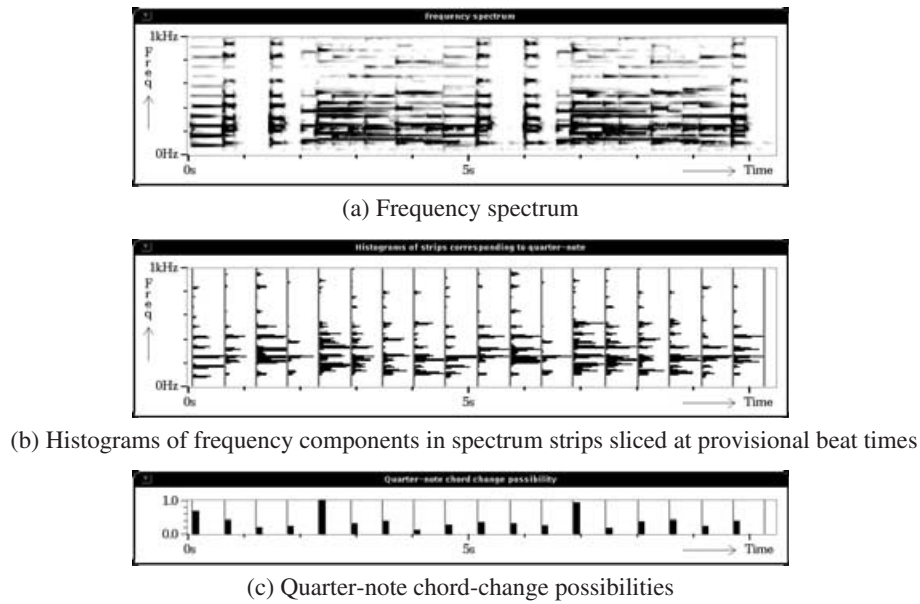 Frequency spectrum
1kHz
Freq
0Hz
0s
5s
Time
(a) Frequency spectrum
Histograms of strips corresponding to quarter-note
1kHz
Freq
0Hz
0s
5s
Time
(b) Histograms of frequency components in spectrum strips sliced at provisional beat times
Quarter-note chord change possibility
1.0
0.0
0s
5s
Time
(c) Quarter-note chord-change possibilities